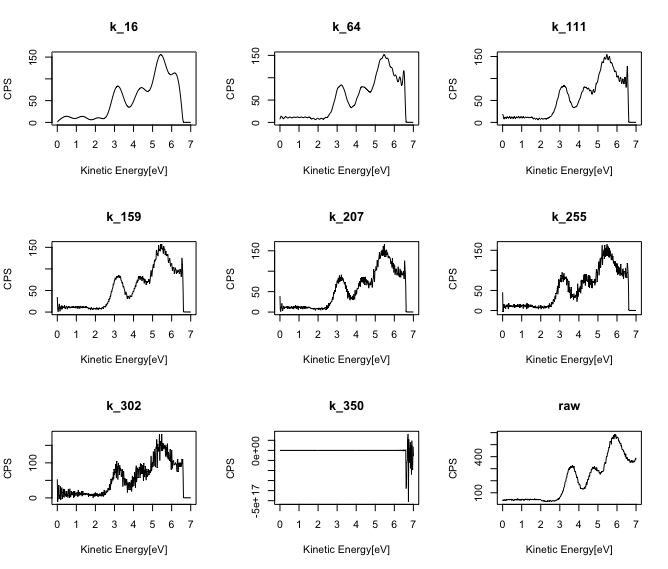 k_16
CPS
0 50 150
0 1 2 3 4 5 6 7
Kinetic Energy[eV]
k_64
CPS
0 50 150
0 1 2 3 4 5 6 7
Kinetic Energy[eV]
k_111
CPS
0 50 150
0 1 2 3 4 5 6 7
Kinetic Energy[eV]
k_159
CPS
0 50 150
0 1 2 3 4 5 6 7
Kinetic Energy[eV]
k_207
CPS
0 50 150
0 1 2 3 4 5 6 7
Kinetic Energy[eV]
k_255
CPS
0 50 150
0 1 2 3 4 5 6 7
Kinetic Energy[eV]
k_302
CPS
0 100
0 1 2 3 4 5 6 7
Kinetic Energy[eV]
k_350
CPS
-5e+17 0e+00
0 1 2 3 4 5 6 7
Kinetic Energy[eV]
raw
CPS
100 400
0 1 2 3 4 5 6 7
Kinetic Energy[eV]